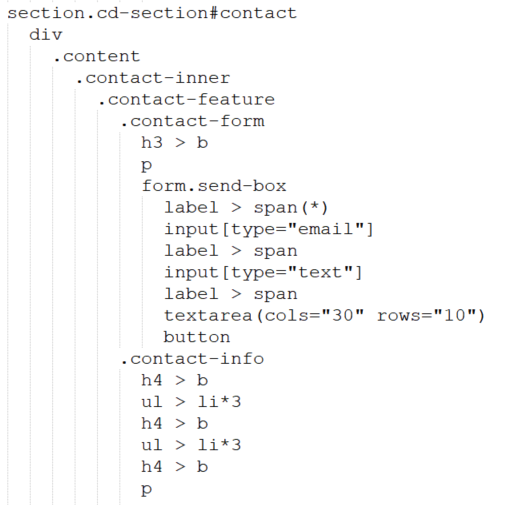 section.cd-section#contact
div
.content
.contact-inner
.contact-feature
.contact-form
h3 > b
p
form.send-box
label > span(*)
input[type="email"]
label > span
input[type="text"]
label > span
textarea(cols="30" rows="10")
button
.contact-info
h4 > b
ul > li*3
h4 > b
ul > li*3
h4 > b
p